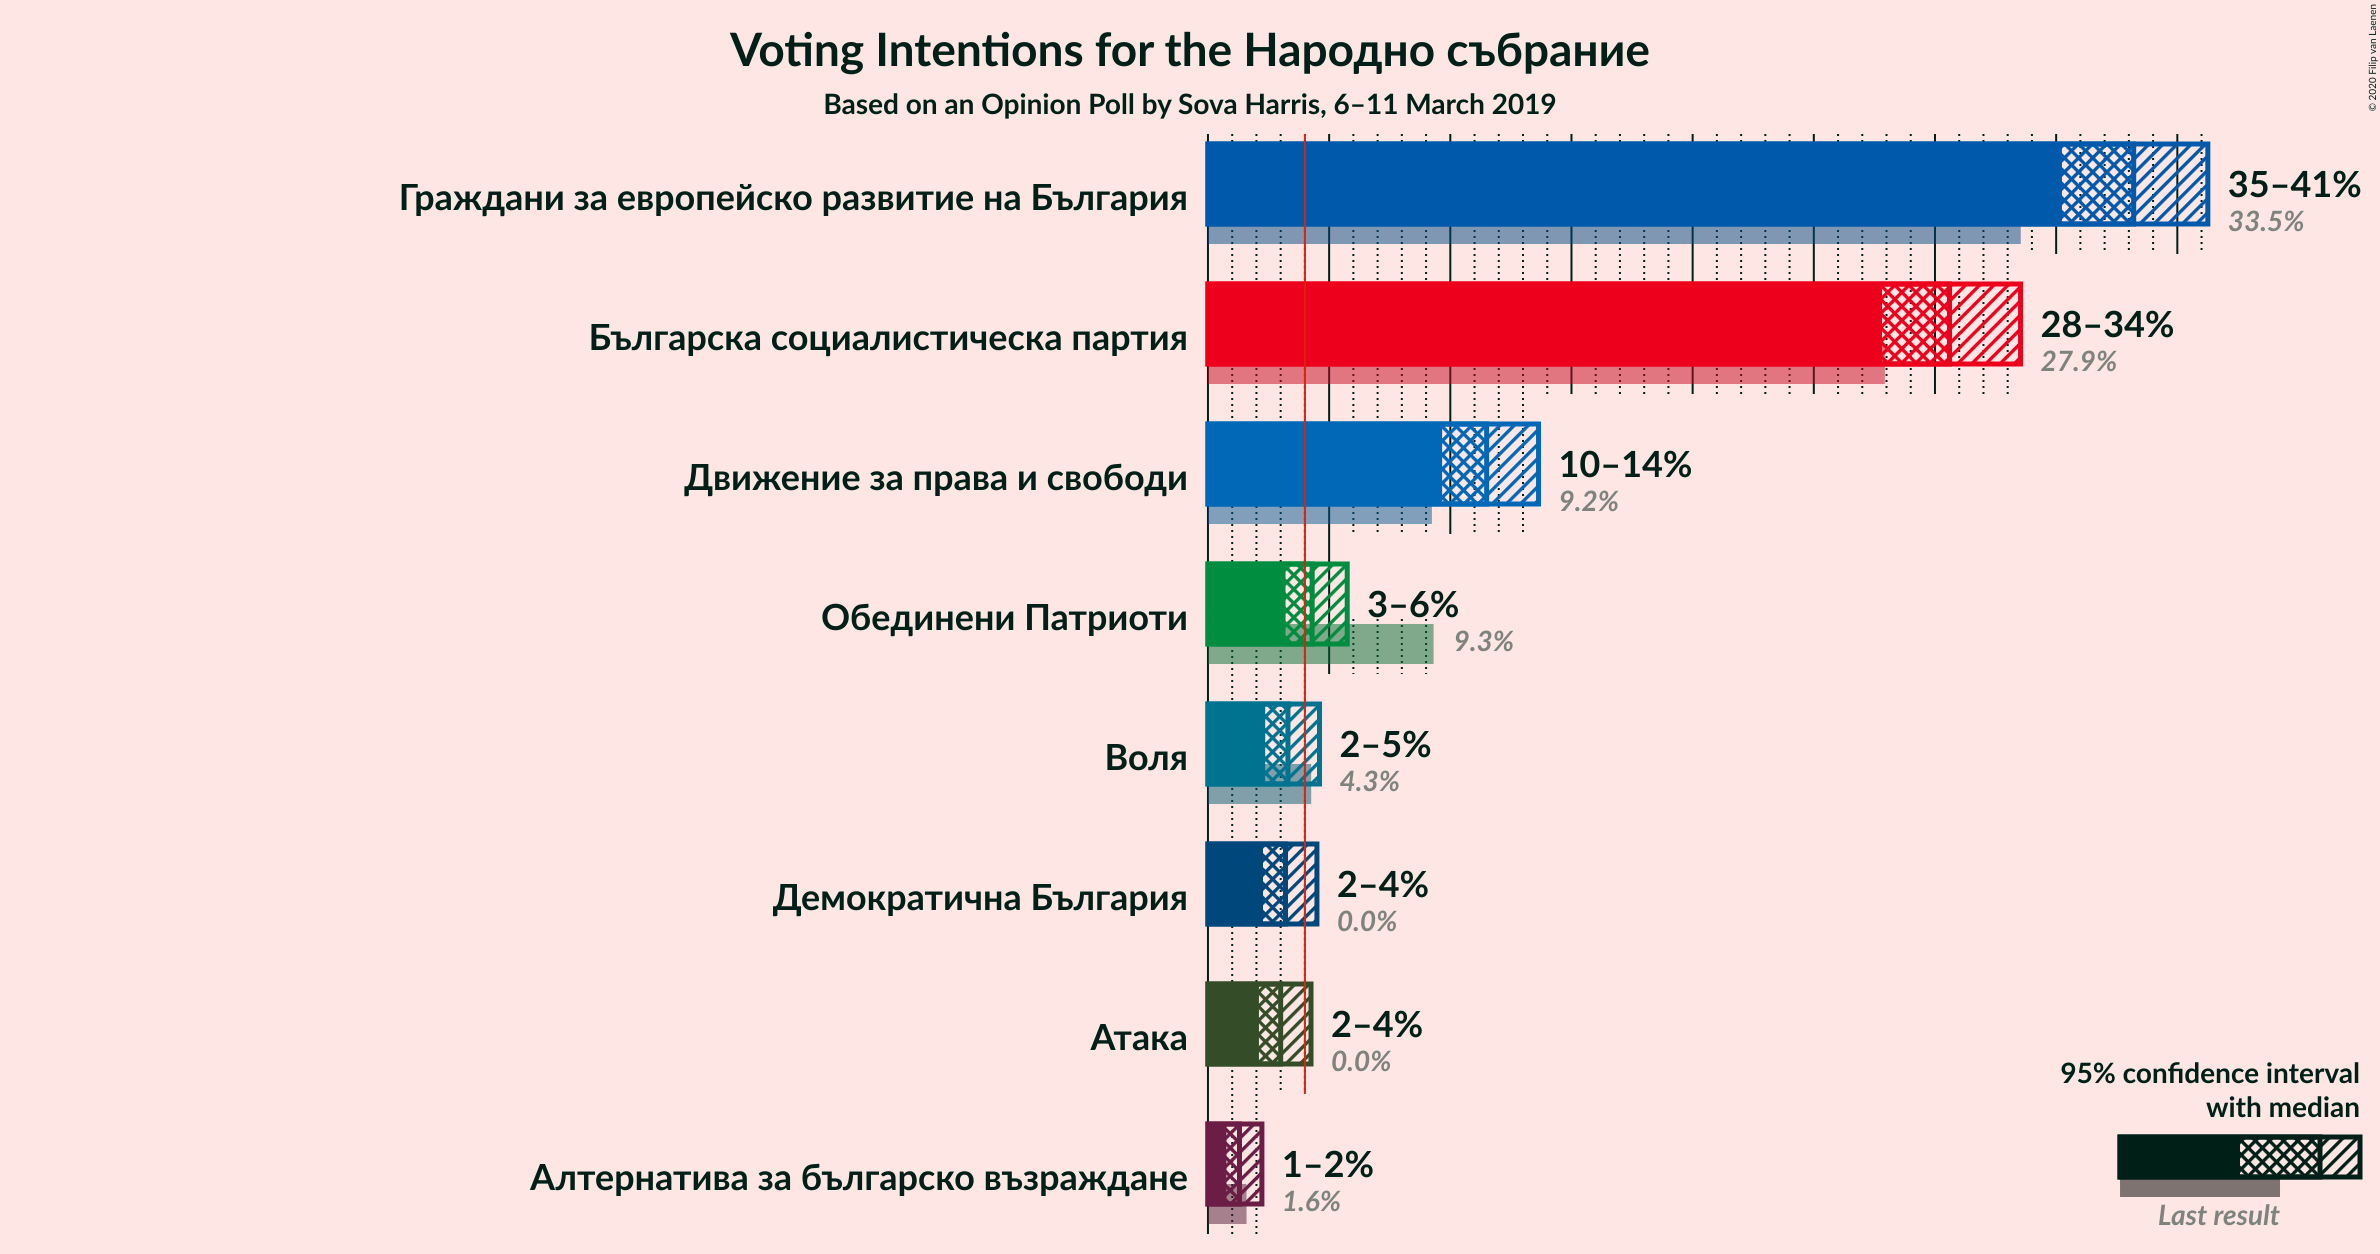 Voting Intentions for the Народно събрание
Based on an Opinion Poll by Sova Harris, 6–11 March 2019
© 2020 Filip van Laenen
Граждани за европейско развитие на България
35–41%
33.5%
Българска социалистическа партия
28–34%
27.9%
Движение за права и свободи
10–14%
9.2%
Обединени Патриоти
3–6%
9.3%
Воля
2–5%
4.3%
Демократична България
2–4%
0.0%
Атака
2–4%
0.0%
Алтернатива за българско възраждане
1–2%
1.6%
95% confidence interval
with median
Last result